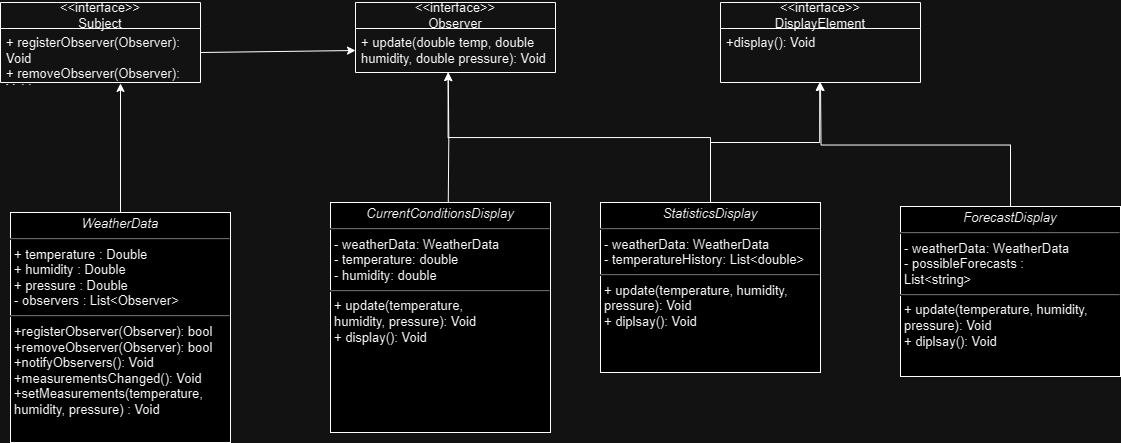 <<interface>>
Subject
+ registerObserver(Observer):
Void
+ removeObserver(Observer):
<<interface>>
Observer
+ update(double temp, double
humidity, double pressure): Void
<<interface>>
DisplayElement
+display(): Void
WeatherData
+ temperature : Double
+ humidity : Double
+ pressure : Double
- observers : List<Observer>
+registerObserver(Observer): bool
+removeObserver(Observer): bool
+notifyObservers(): Void
+measurementsChanged(): Void
+setMeasurements(temperature,
humidity, pressure) : Void
CurrentConditionsDisplay
- weatherData: WeatherData
- temperature: double
- humidity: double
+ update(temperature,
humidity, pressure): Void
+ display(): Void
StatisticsDisplay
- weatherData: WeatherData
- temperatureHistory: List<double>
+ update(temperature, humidity,
pressure): Void
+ diplsay(): Void
ForecastDisplay
- weatherData: WeatherData
- possibleForecasts :
List<string>
+ update(temperature, humidity,
pressure): Void
+ diplsay(): Void